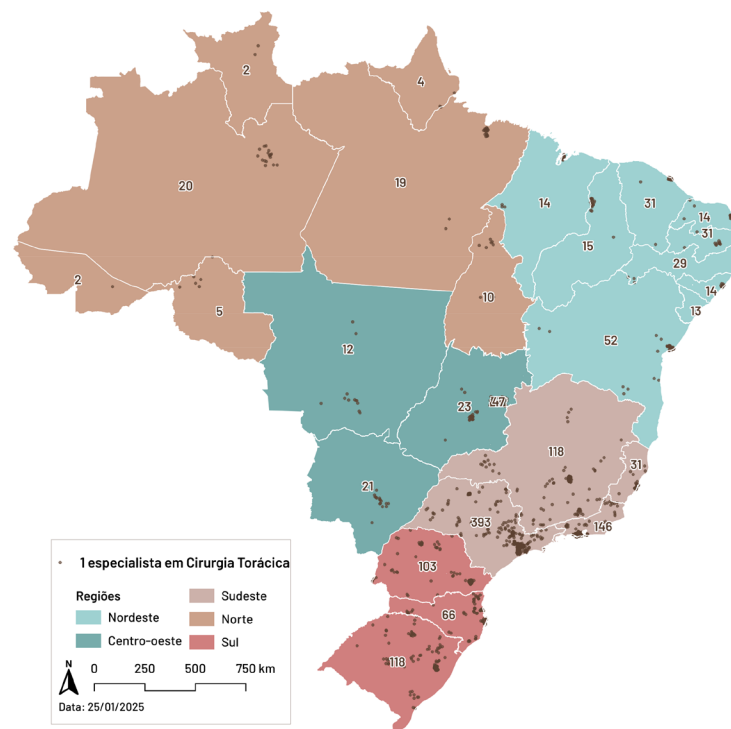 2
4
20
19
14
31
14
31
15
29
14
13
2
5
10
52
12
23
47
118
31
21
393
146
103
66
118
1 especialista em Cirurgia Torácica
Regiões
Nordeste
Centro-oeste
Sudeste
Norte
Sul
N
0 250 500 750 km
Data: 25/01/2025